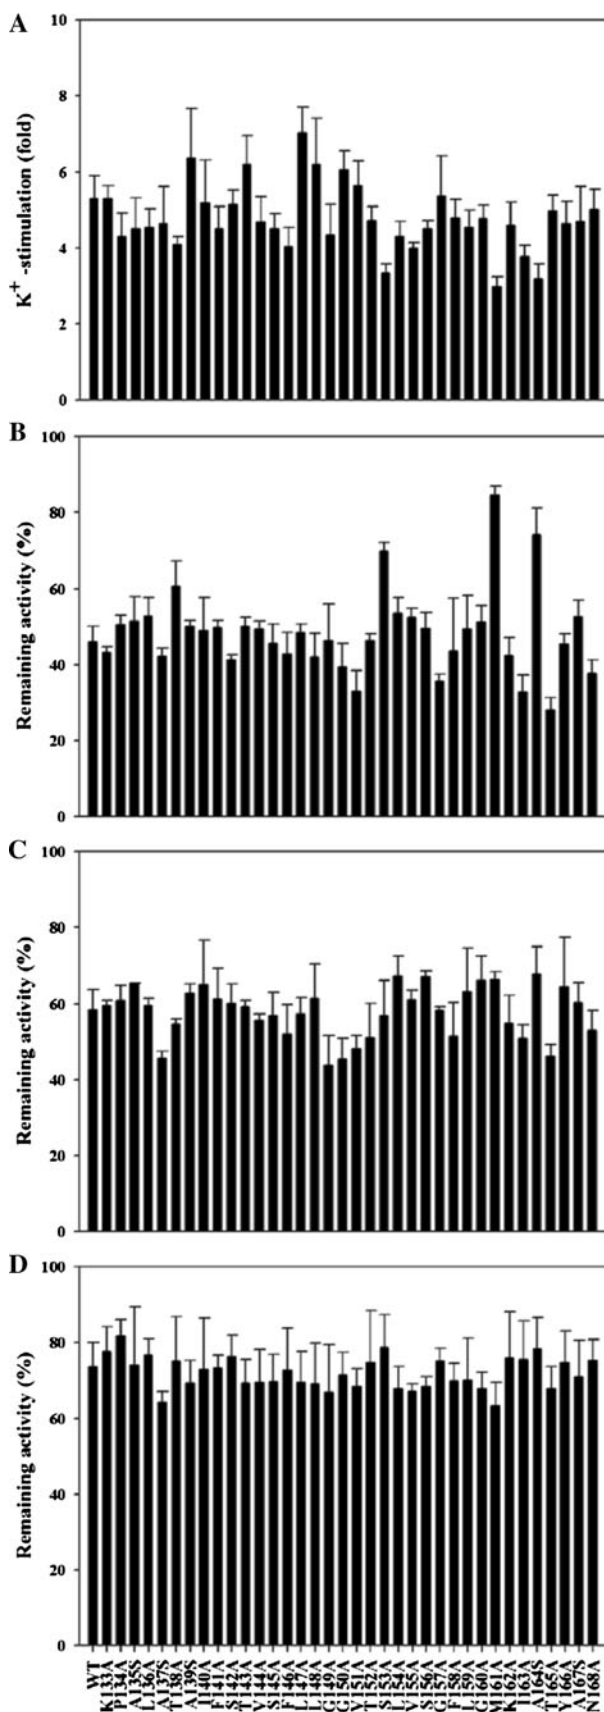 A
K+ -stimulation (fold)
10
8
6
4
2
0
B
Remaining activity (%)
100
80
60
40
20
0
C
Remaining activity (%)
100
80
60
40
20
0
D
Remaining activity (%)
100
80
60
40
20
0
WT
K133A
P134A
A135S
L136A
A137S
T138A
A139S
I140A
F141A
S142A
T143A
V144A
S145A
F146A
L147A
L148A
G149A
G150A
V151A
T152A
S153A
L154A
V155A
S156A
G157A
F158A
L159A
G160A
M161A
K162A
I163A
A164S
T165A
Y166A
A167S
N168A